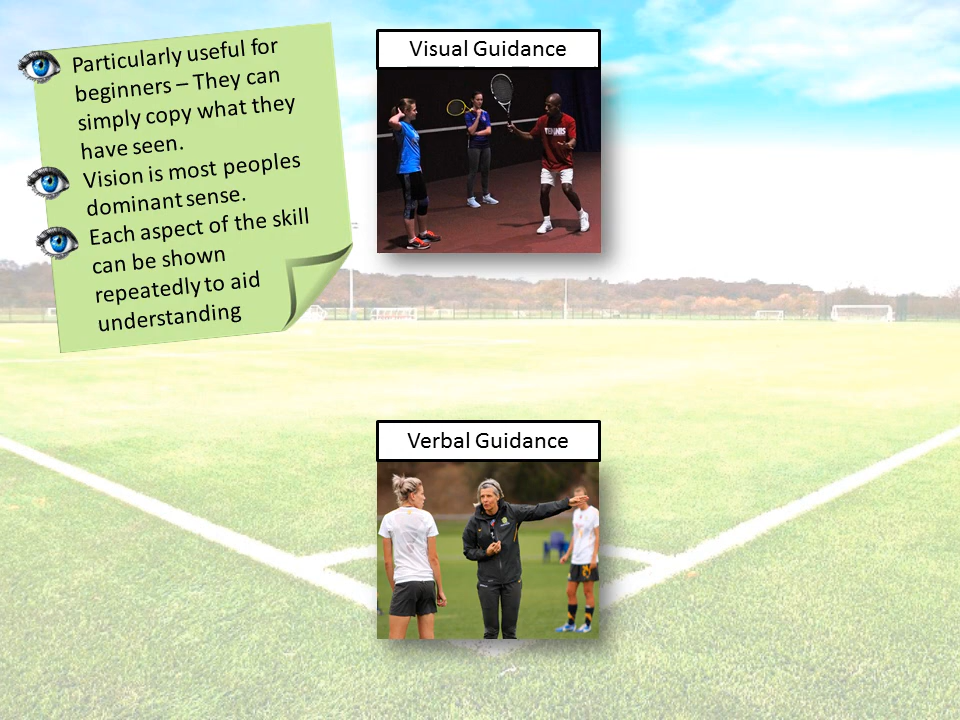 Particularly useful for
beginners – They can
simply copy what they
have seen.
Vision is most peoples
dominant sense.
Each aspect of the skill
can be shown
repeatedly to aid
understanding
Visual Guidance
TENNIS
Verbal Guidance